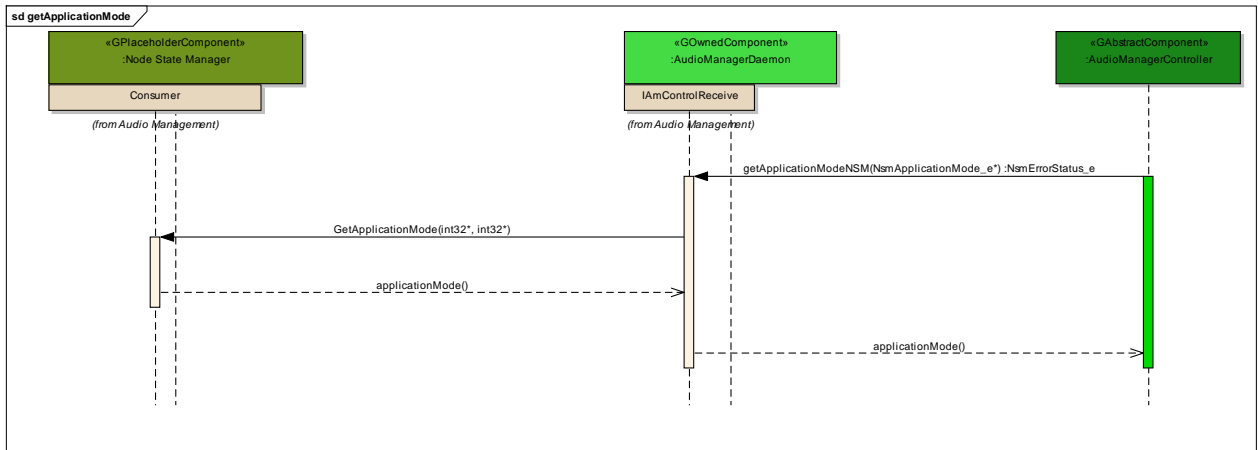 sd getApplicationMode
«GPlaceholderComponent»
:Node State Manager
«GOwnedComponent»
:AudioManagerDaemon
«GAbstractComponent»
:AudioManagerController
Consumer
IAmControlReceive
(from Audio Management)
(from Audio Management)
getApplicationModeNSM(NsmApplicationMode_e*) :NsmErrorStatus_e
GetApplicationMode(int32*, int32*)
applicationMode()
applicationMode()